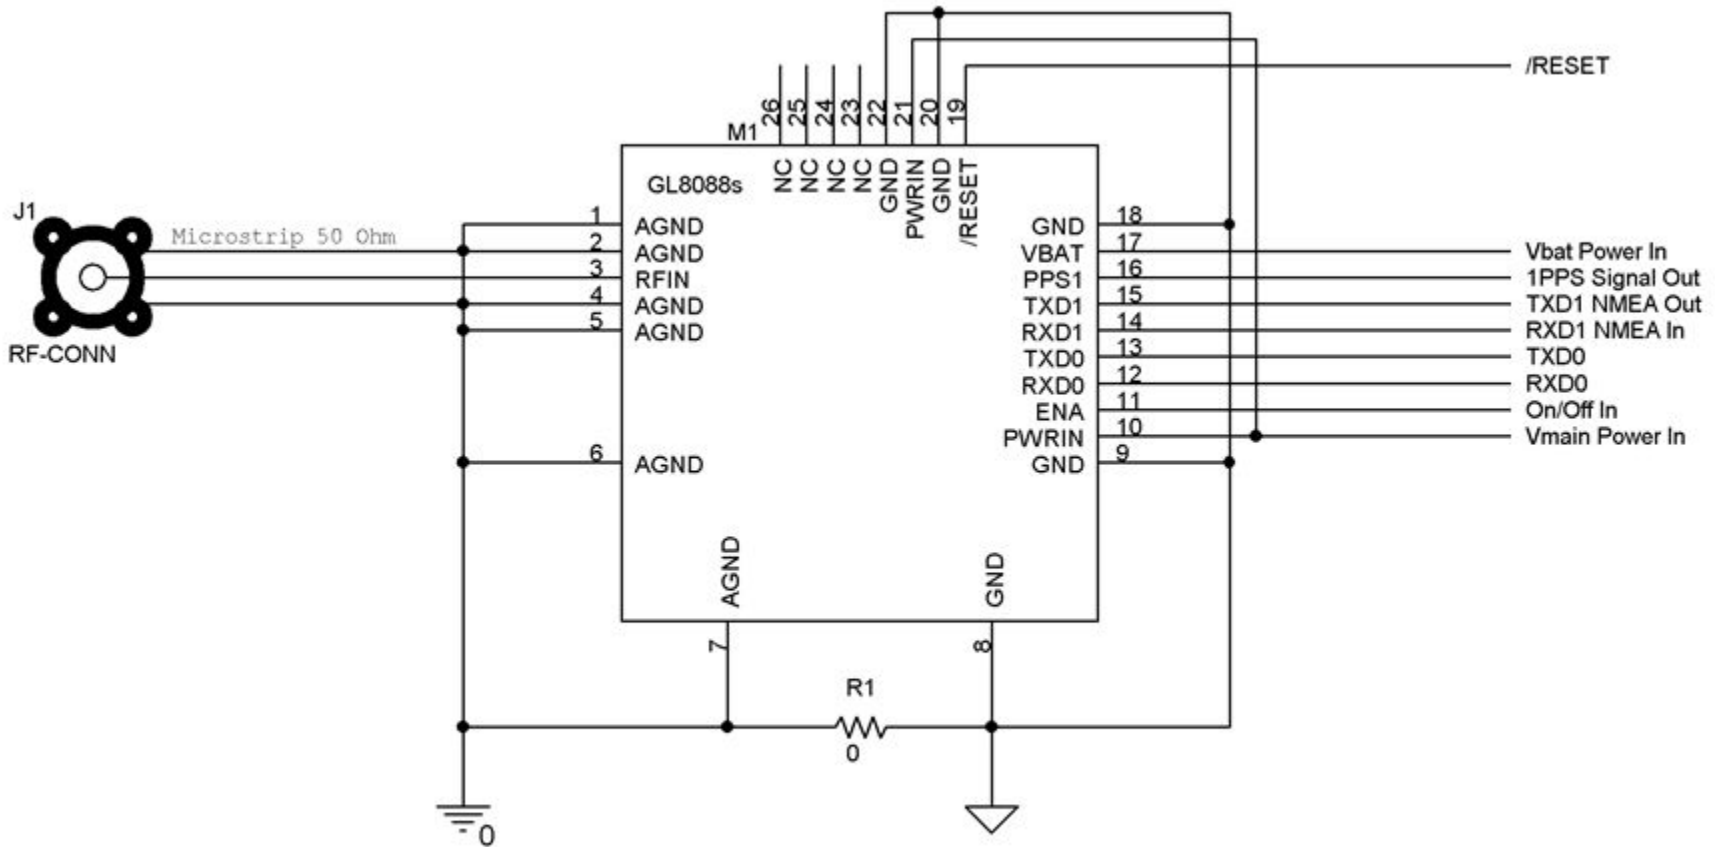 /RESET
26
25
24
23
22
21
20
19
M1
GL8088s
NC
NC
NC
NC
GND
PWRIN
GND
/RESET
J1
Microstrip 50 Ohm
RF-CONN
1 AGND
2 AGND
3 RFIN
4 AGND
5 AGND
6 AGND
GND 18
VBAT 17 Vbat Power In
PPS1 16 1PPS Signal Out
TXD1 15 TXD1 NMEA Out
RXD1 14 RXD1 NMEA In
TXD0 13 TXD0
RXD0 12 RXD0
ENA 11 On/Off In
PWRIN 10 Vmain Power In
GND 9
AGND
GND
7
8
R1
0
0